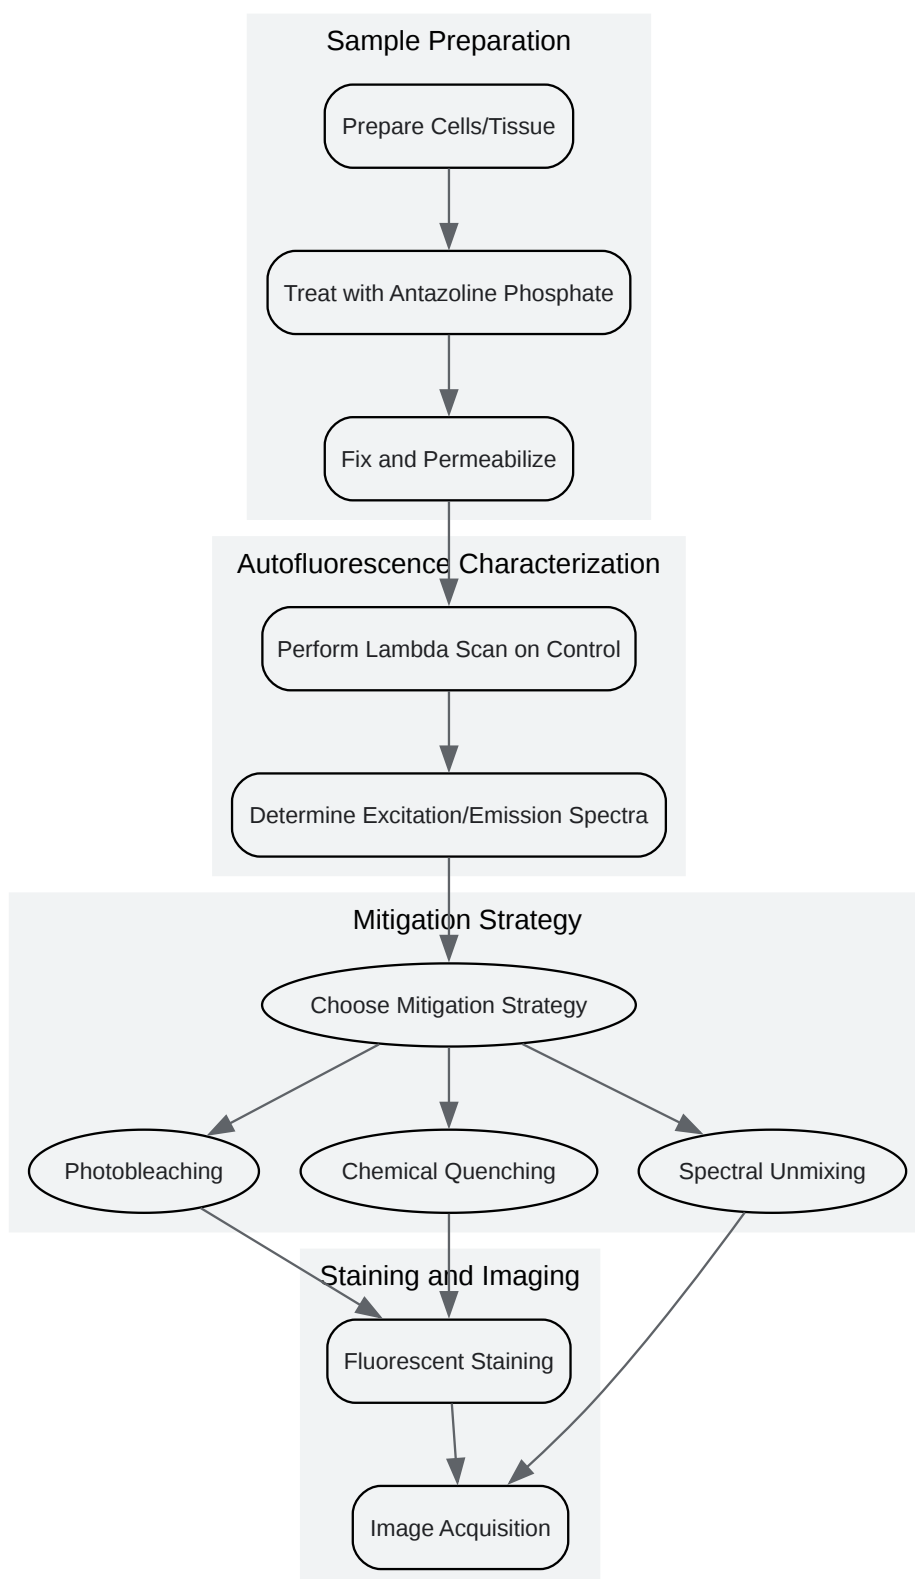 Sample Preparation
Prepare Cells/Tissue
Treat with Antazoline Phosphate
Fix and Permeabilize
Autofluorescence Characterization
Perform Lambda Scan on Control
Determine Excitation/Emission Spectra
Mitigation Strategy
Choose Mitigation Strategy
Photobleaching
Chemical Quenching
Spectral Unmixing
Staining and Imaging
Fluorescent Staining
Image Acquisition